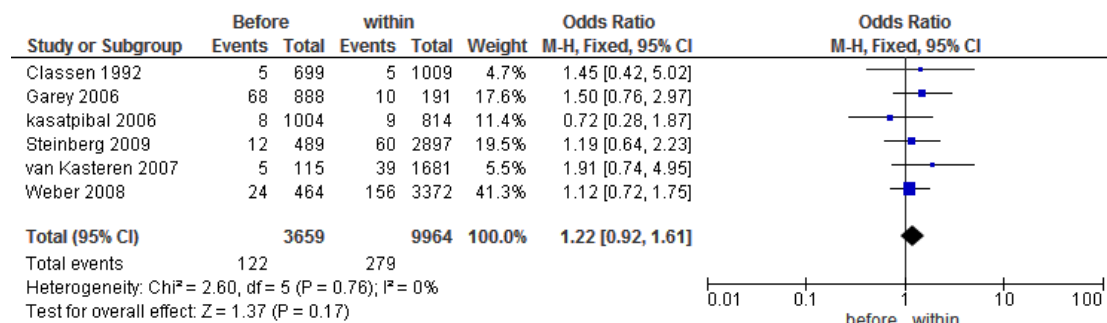 Before within Odds Ratio Odds Ratio
Study or Subgroup Events Total Events Total Weight M-H, Fixed, 95% CI M-H, Fixed, 95% CI
Classen 1992 5 699 5 1009 4.7% 1.45 [0.42, 5.02]
Garey 2006 68 888 10 191 17.6% 1.50 [0.76, 2.97]
kasatpibal 2006 8 1004 9 814 11.4% 0.72 [0.28, 1.87]
Steinberg 2009 12 489 60 2897 19.5% 1.19 [0.64, 2.23]
van Kasteren 2007 5 115 39 1681 5.5% 1.91 [0.74, 4.95]
Weber 2008 24 464 156 3372 41.3% 1.12 [0.72, 1.75]
Total (95% CI) 3659 9964 100.0% 1.22 [0.92, 1.61]
Total events 122 279
Heterogeneity: Chi² = 2.60, df = 5 (P = 0.76); I² = 0%
Test for overall effect: Z = 1.37 (P = 0.17)
0.01 0.1 1 10 100
before within